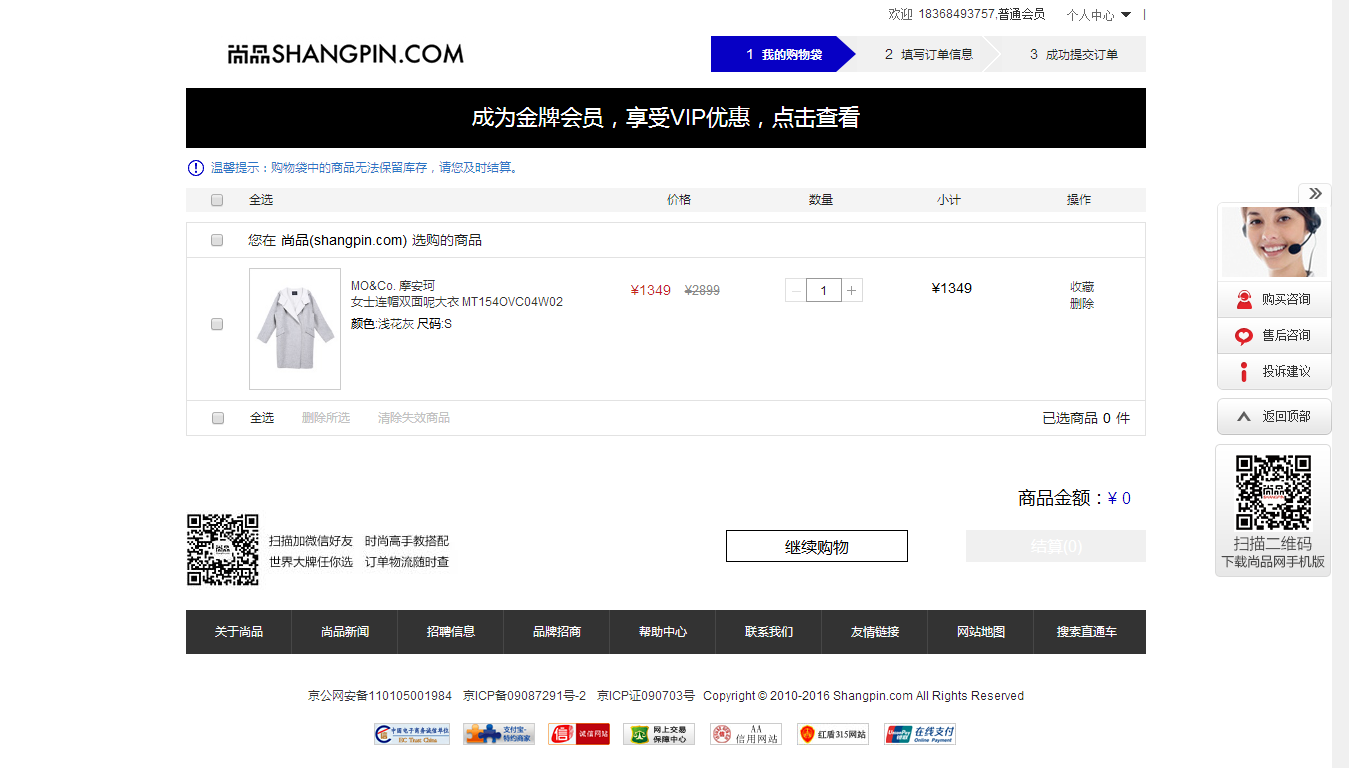 欢迎 18368493757,普通会员 个人中心 |
尚品SHANGPIN.COM
1 我的购物袋 2 填写订单信息 3 成功提交订单
成为金牌会员，享受VIP优惠，点击查看
温馨提示：购物袋中的商品无法保留库存，请您及时结算。
全选 价格 数量 小计 操作
您在 尚品(shangpin.com) 选购的商品
MO&Co. 摩安珂
女士连帽双面呢大衣 MT154OVC04W02
颜色:浅花灰 尺码:S
¥1349 ¥2899
1
¥1349
收藏
删除
全选 删除所选 清除失效商品 已选商品 0 件
商品金额：¥ 0
扫描加微信好友 时尚高手教搭配
世界大牌任你选 订单物流随时查
继续购物 结算(0)
关于尚品 尚品新闻 招聘信息 品牌招商 帮助中心 联系我们 友情链接 网站地图 搜索直通车
京公网安备110105001984 京ICP备09087291号-2 京ICP证090703号 Copyright © 2010-2016 Shangpin.com All Rights Reserved
中国电子商务诚信单位
EC Trust China
支付宝-
特约商家
信 诚信网站
网上交易
保障中心
AA
信用网站
红盾315网站
UnionPay 银联 在线支付
Online Payment
购买咨询
售后咨询
投诉建议
返回顶部
尚品
SHANGPIN
扫描二维码
下载尚品网手机版